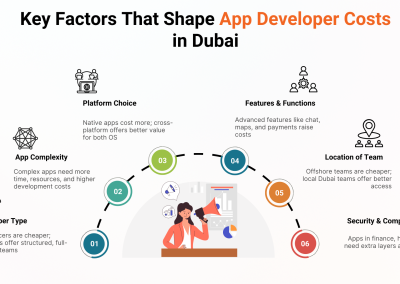 Key Factors That Shape App Developer Costs
in Dubai
Platform Choice
Native apps cost more; cross-
platform offers better value
for both OS
Features & Functions
Advanced features like chat,
maps, and payments raise
costs
App Complexity
Complex apps need more
time, resources, and higher
development costs
Location of Team
Offshore teams are cheaper;
local Dubai teams offer better
access
per Type
cers are cheaper;
s offer structured, full-
teams
Security & Comp
Apps in finance, h
need extra layers a
01
02
03
04
05
06